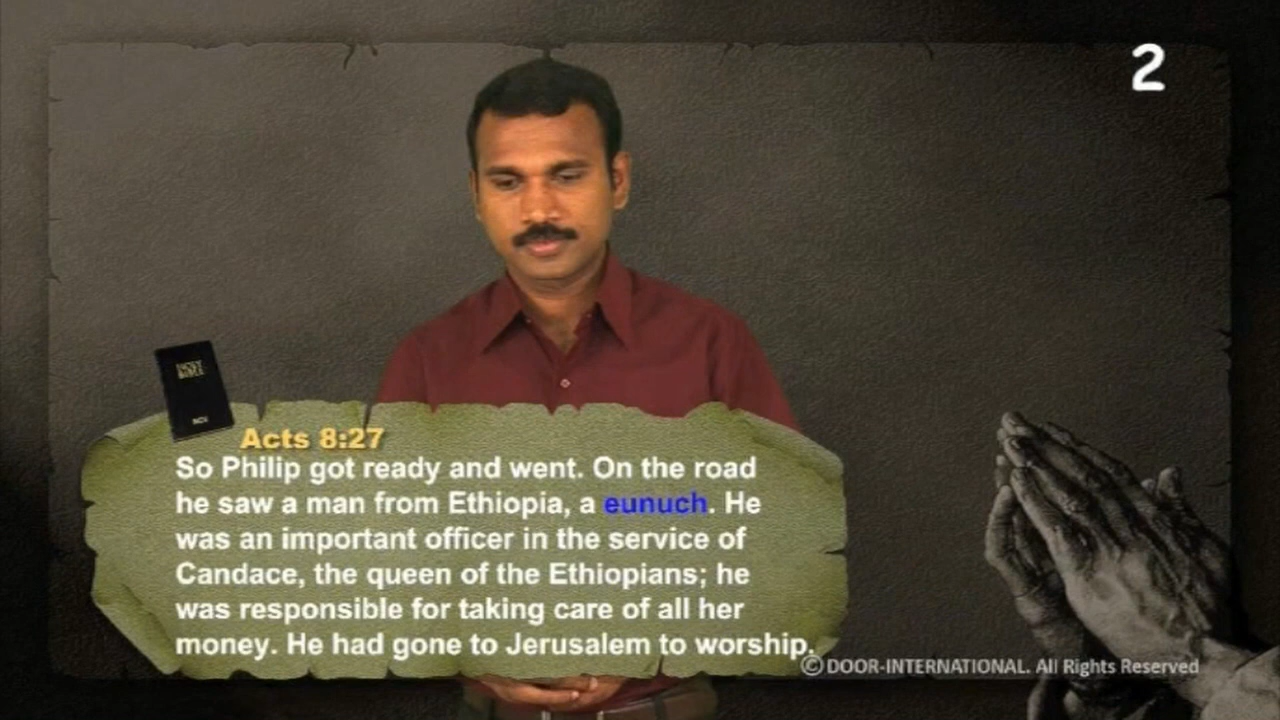 2
HOLY
BIBLE
Acts 8:27
So Philip got ready and went. On the road
he saw a man from Ethiopia, a eunuch. He
was an important officer in the service of
Candace, the queen of the Ethiopians; he
was responsible for taking care of all her
money. He had gone to Jerusalem to worship.
© DOOR-INTERNATIONAL. All Rights Reserved